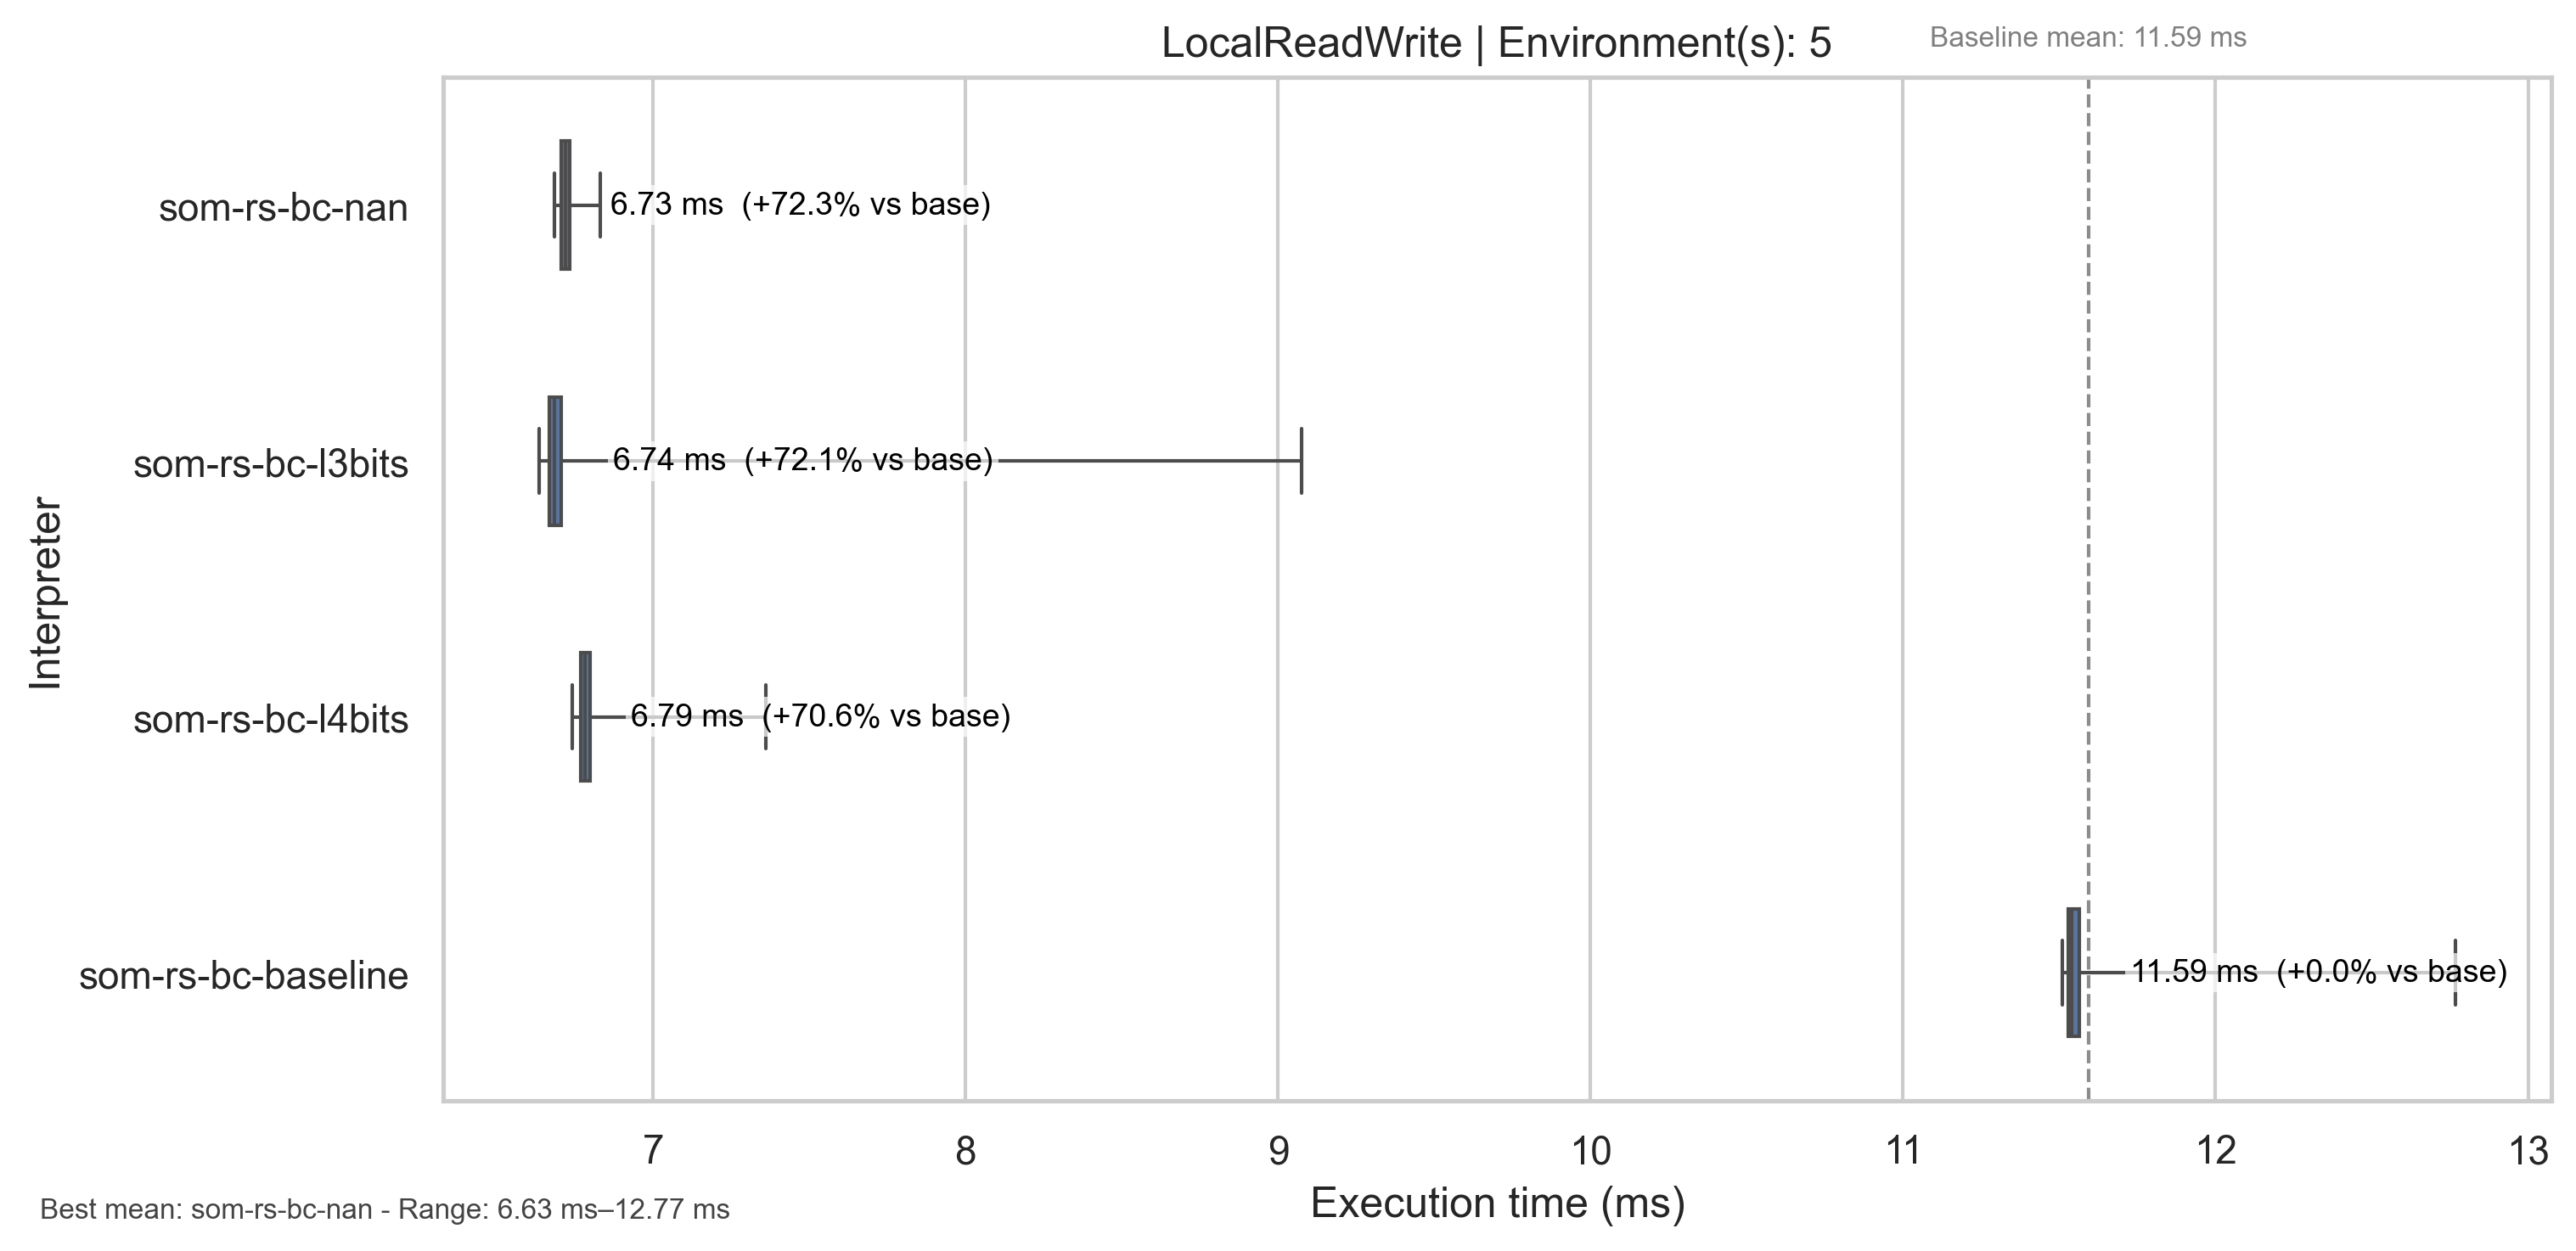 LocalReadWrite | Environment(s): 5
Baseline mean: 11.59 ms
Interpreter
som-rs-bc-nan
6.73 ms  (+72.3% vs base)
som-rs-bc-l3bits
6.74 ms  (+72.1% vs base)
som-rs-bc-l4bits
6.79 ms  (+70.6% vs base)
som-rs-bc-baseline
11.59 ms  (+0.0% vs base)
7 8 9 10 11 12 13
Execution time (ms)
Best mean: som-rs-bc-nan - Range: 6.63 ms–12.77 ms